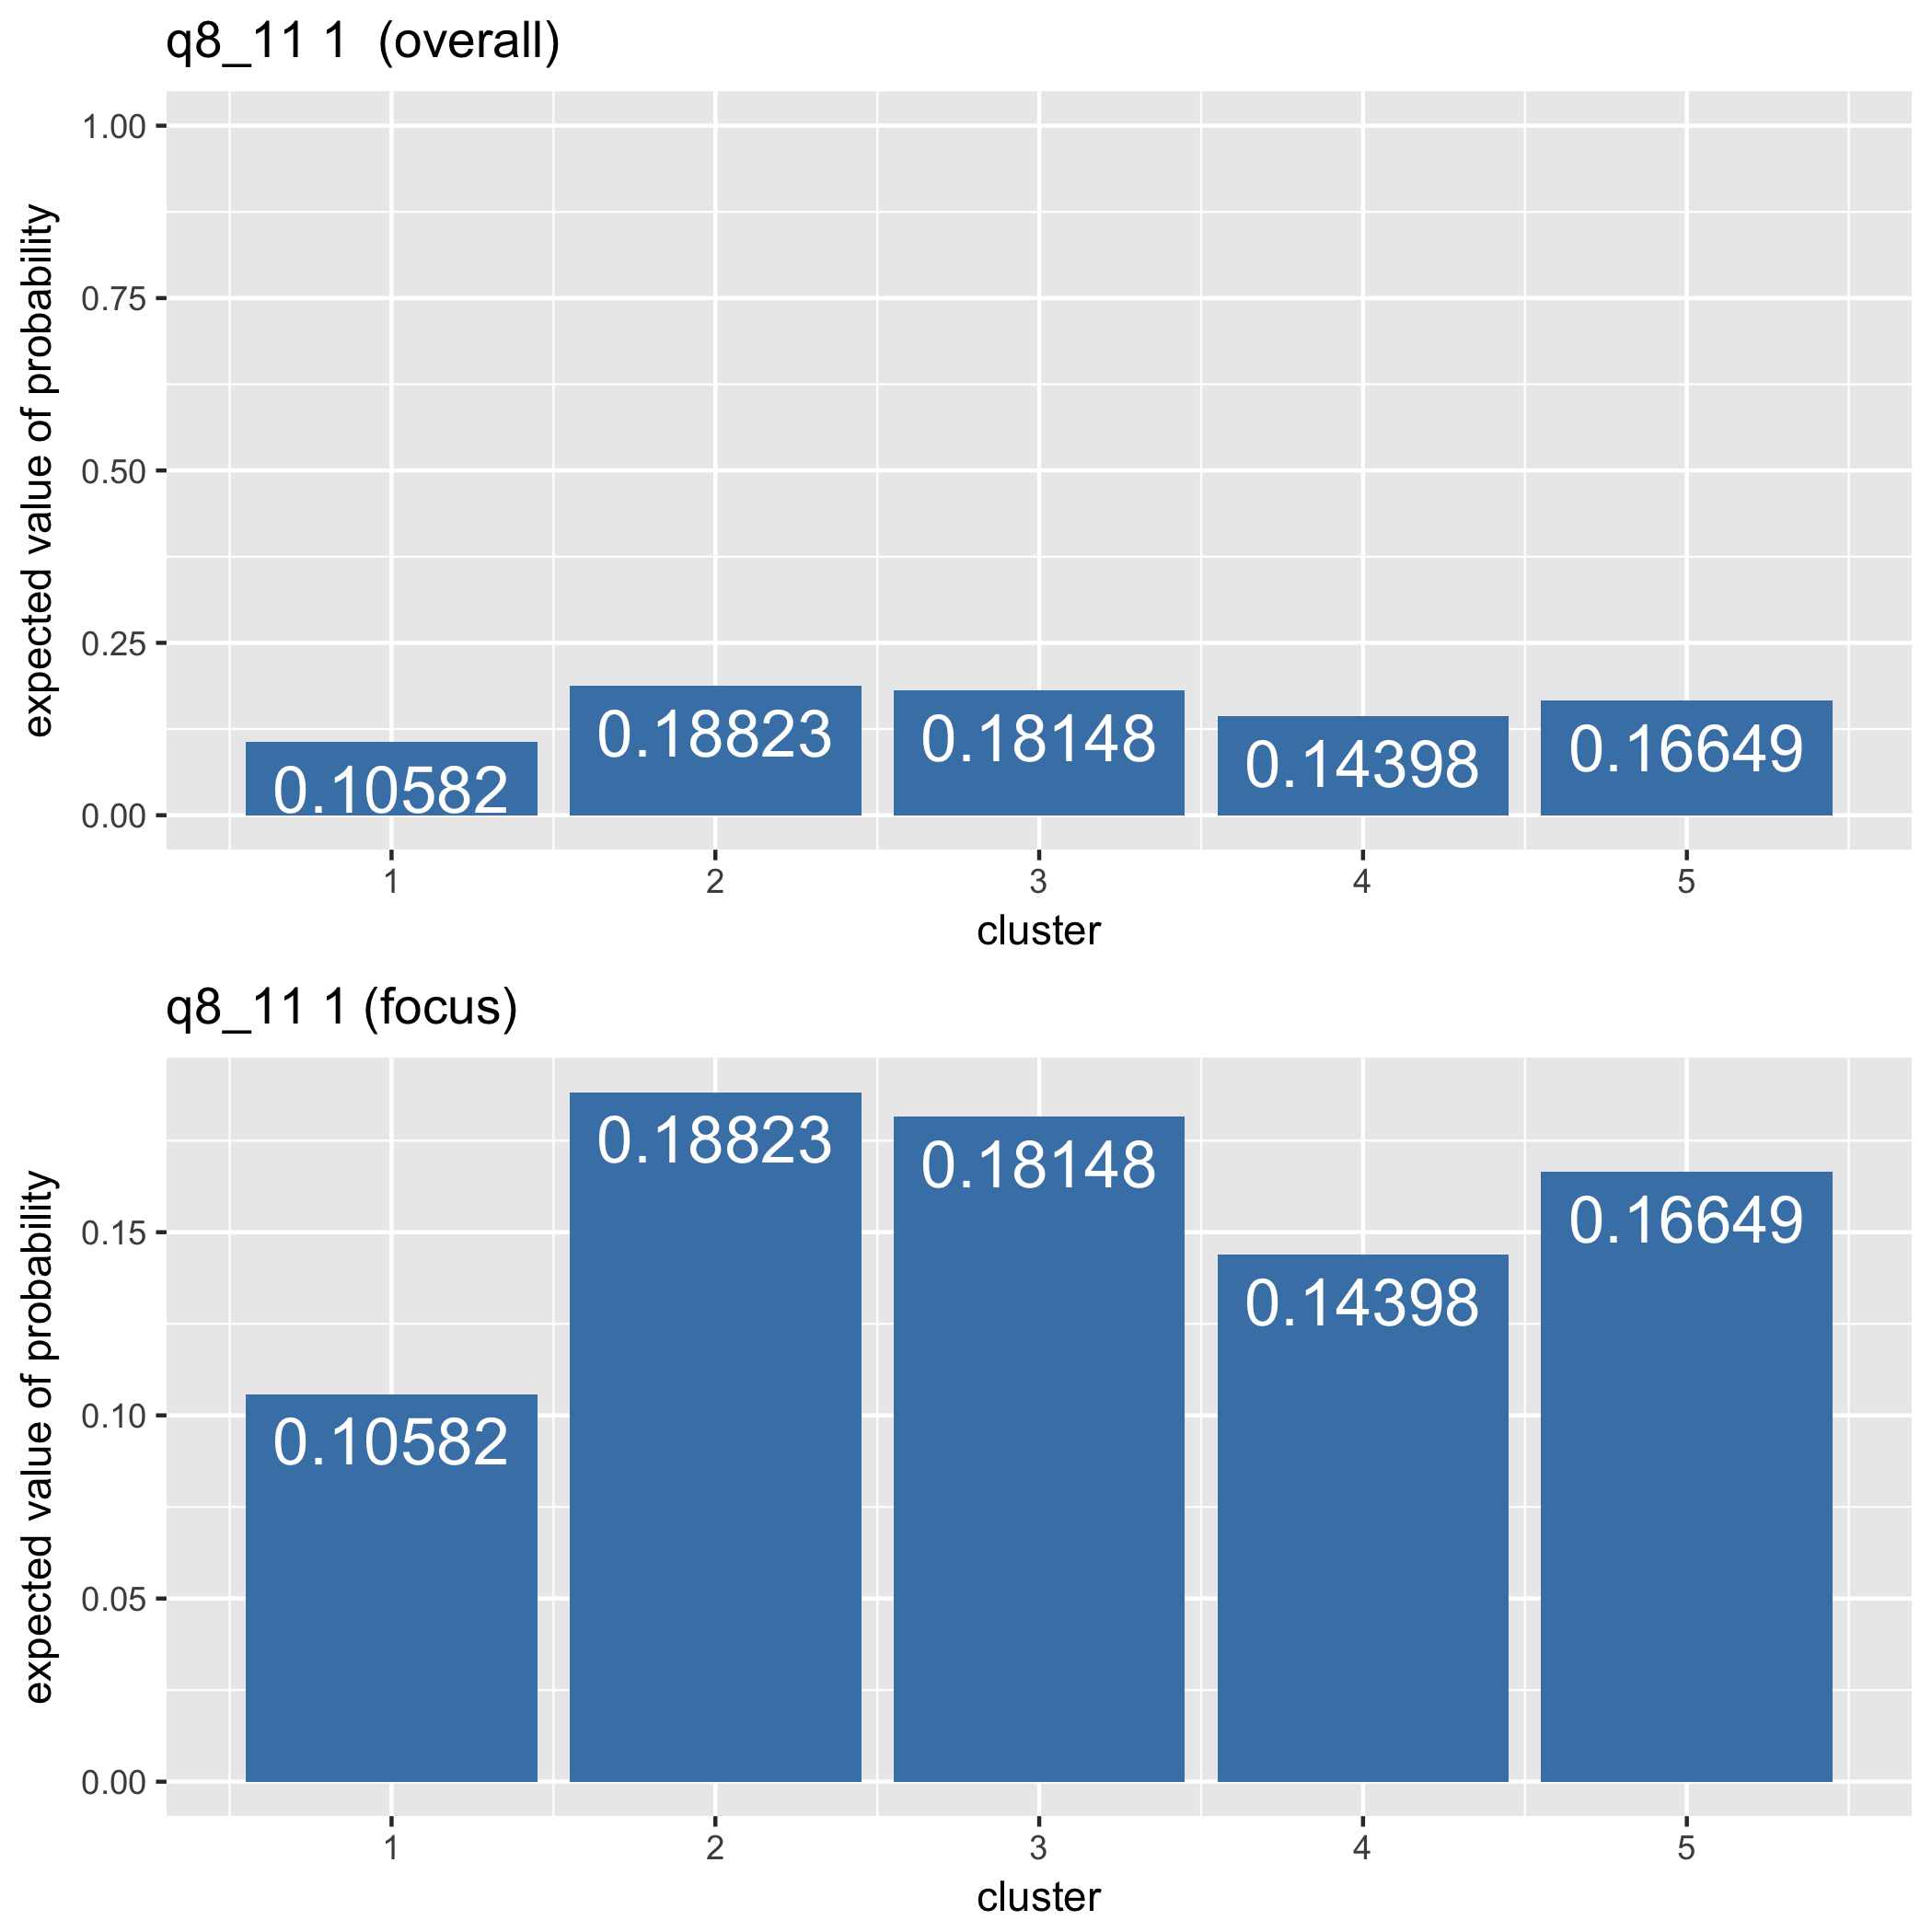 q8_11 1  (overall)
expected value of probability
1.00
0.75
0.50
0.25
0.00
0.10582
0.18823
0.18148
0.14398
0.16649
1 2 3 4 5
cluster
q8_11 1 (focus)
expected value of probability
0.15
0.10
0.05
0.00
0.10582
0.18823
0.18148
0.14398
0.16649
1 2 3 4 5
cluster